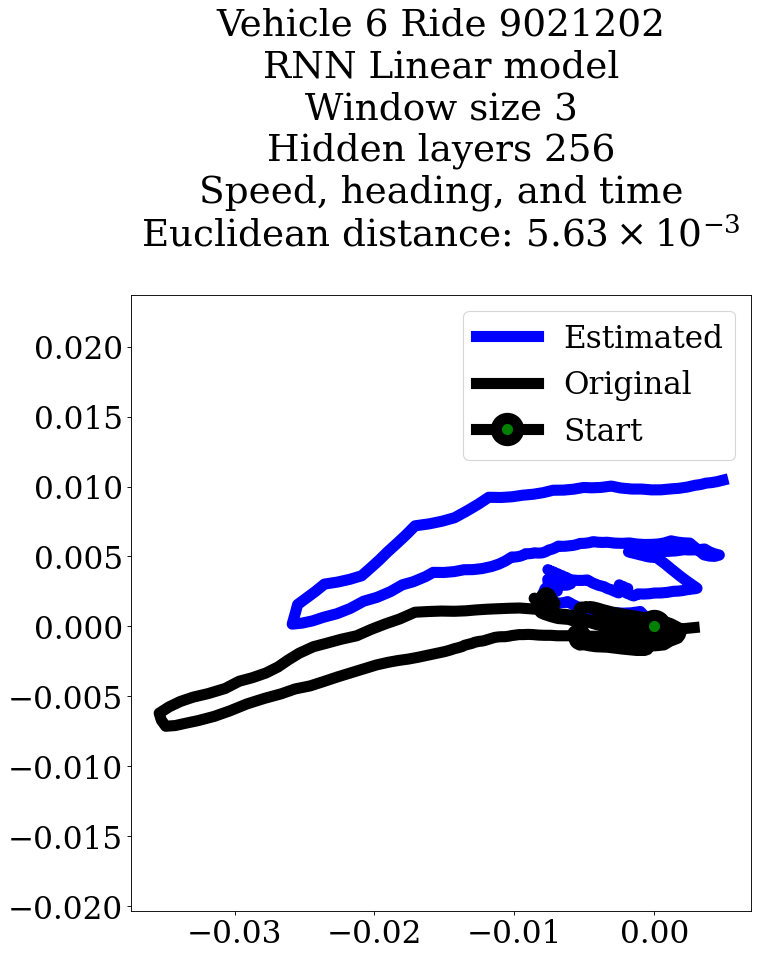 Vehicle 6 Ride 9021202
RNN Linear model
Window size 3
Hidden layers 256
Speed, heading, and time
Euclidean distance: 5.63 × 10⁻³
Estimated
Original
Start
0.020
0.015
0.010
0.005
0.000
−0.005
−0.010
−0.015
−0.020
−0.03 −0.02 −0.01 0.00